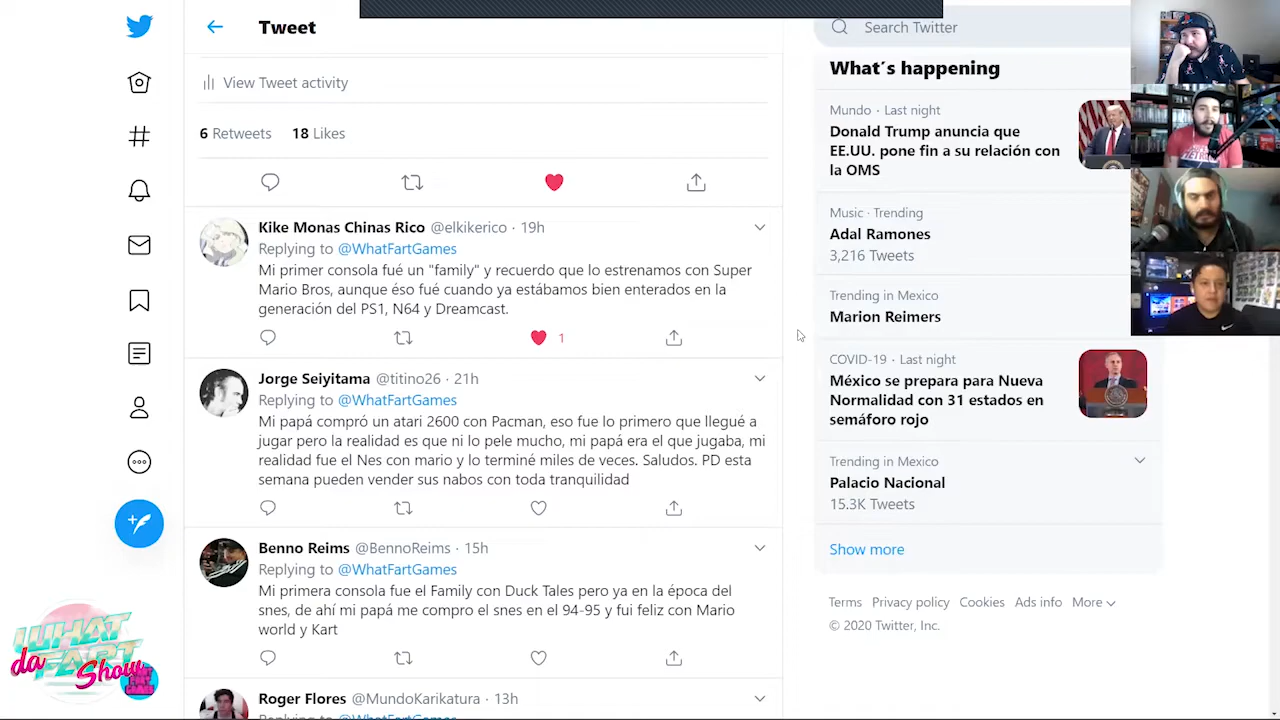 Tweet
View Tweet activity
6 Retweets 18 Likes
Kike Monas Chinas Rico @elkikerico · 19h
Replying to @WhatFartGames
Mi primer consola fué un "family" y recuerdo que lo estrenamos con Super
Mario Bros, aunque éso fué cuando ya estábamos bien enterados en la
generación del PS1, N64 y Dreamcast.
1
Jorge Seiyitama @titino26 · 21h
Replying to @WhatFartGames
Mi papá compró un atari 2600 con Pacman, eso fue lo primero que llegué a
jugar pero la realidad es que ni lo pele mucho, mi papá era el que jugaba, mi
realidad fue el Nes con mario y lo terminé miles de veces. Saludos. PD esta
semana pueden vender sus nabos con toda tranquilidad
Benno Reims @BennoReims · 15h
Replying to @WhatFartGames
Mi primera consola fue el Family con Duck Tales pero ya en la época del
snes, de ahí mi papá me compro el snes en el 94-95 y fui feliz con Mario
world y Kart
Roger Flores @MundoKarikatura · 13h
Replying to @WhatFartGames
Search Twitter
What's happening
Mundo · Last night
Donald Trump anuncia que
EE.UU. pone fin a su relación con
la OMS
Music · Trending
Adal Ramones
3,216 Tweets
Trending in Mexico
Marion Reimers
COVID-19 · Last night
México se prepara para Nueva
Normalidad con 31 estados en
semáforo rojo
Trending in Mexico
Palacio Nacional
15.3K Tweets
Show more
Terms Privacy policy Cookies Ads info More
© 2020 Twitter, Inc.
WHAT
da FART
Show
WHAT
FART
GAMES